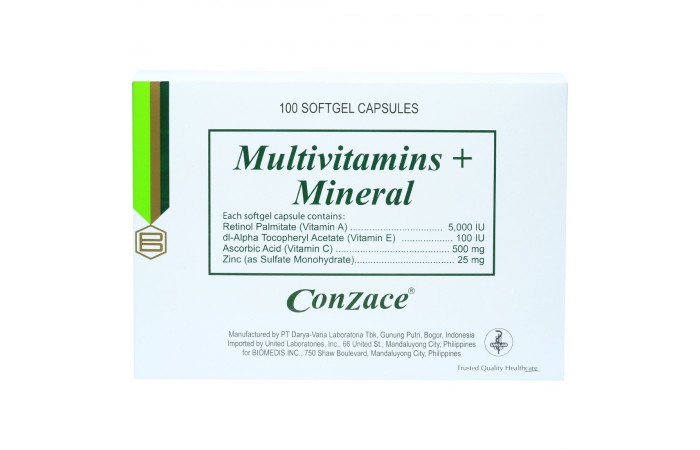 100 SOFTGEL CAPSULES
Multivitamins +
Mineral
Each softgel capsule contains:
Retinol Palmitate (Vitamin A) ................................ 5,000 IU
dl-Alpha Tocopheryl Acetate (Vitamin E) .................. 100 IU
Ascorbic Acid (Vitamin C) ....................................... 500 mg
Zinc (as Sulfate Monohydrate)................................. 25 mg
B
Conzace®
Manufactured by PT Darya-Varia Laboratoria Tbk, Gunung Putri, Bogor, Indonesia
Imported by United Laboratories. Inc., 66 United St., Mandaluyong City, Philippines
for BIOMEDIS INC., 750 Shaw Boulevard, Mandaluyong City, Philippines
Trusted Quality Healthcare